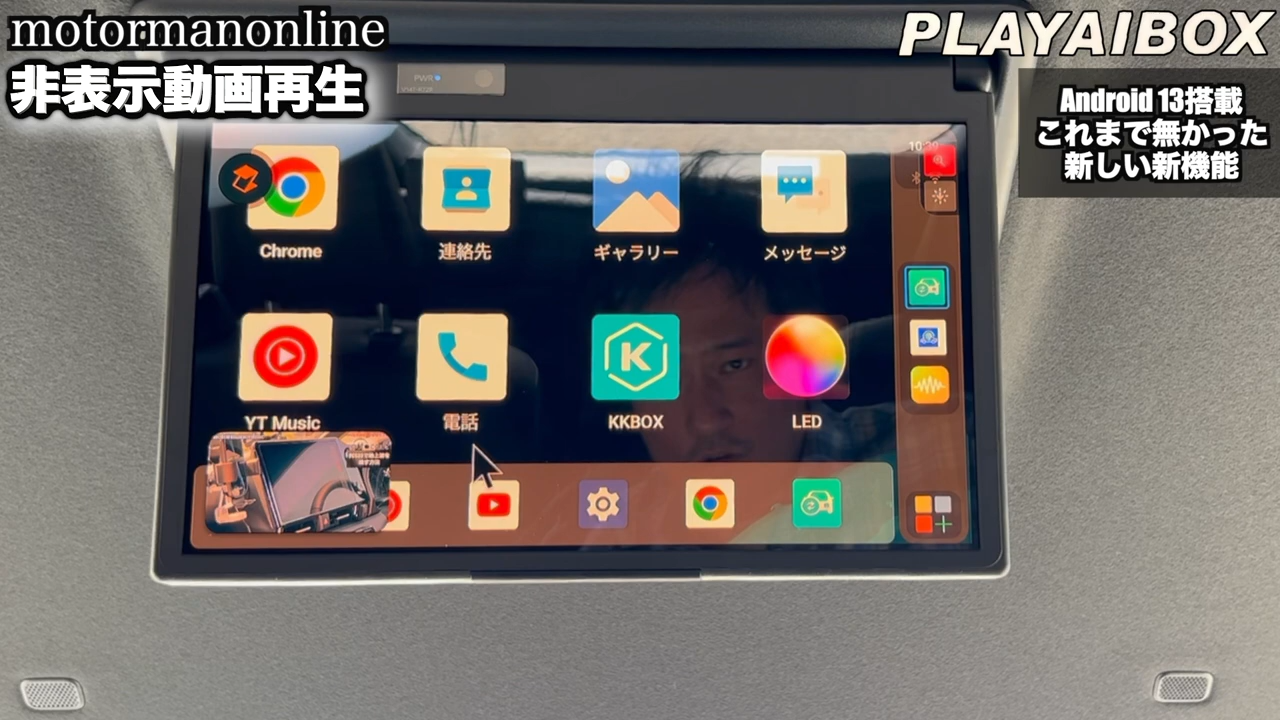 motormanonline
非表示動画再生
PLAYAIBOX
Android 13搭載
これまで無かった
新しい新機能
PWR
Chrome
連絡先
ギャラリー
メッセージ
YT Music
電話
KKBOX
LED